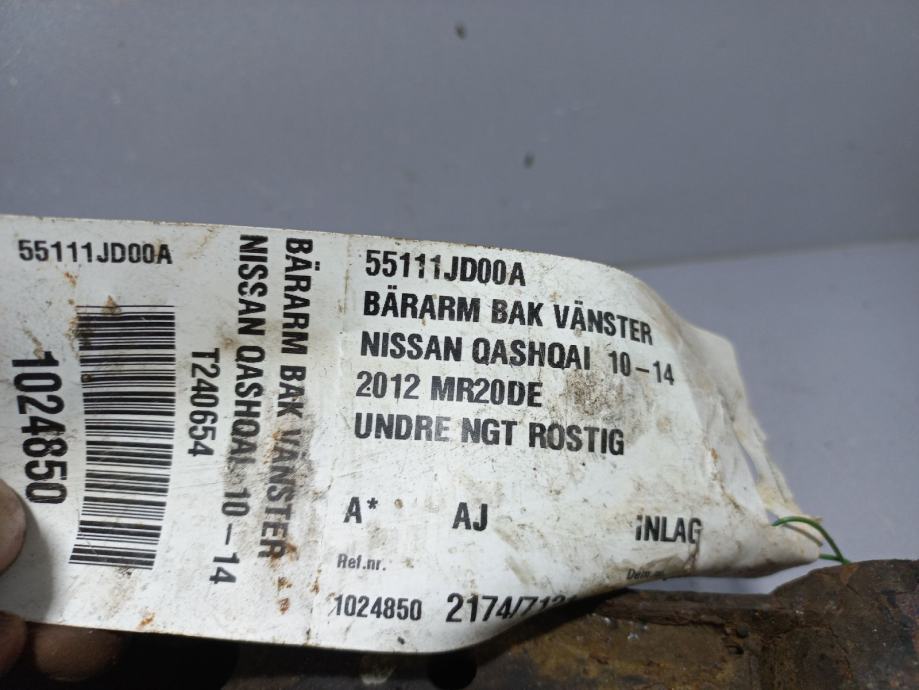 55111JD00A
1024850
T240654
NISSAN QASHQAI 10-14
BÄRARM BAK VÄNSTER
55111JD00A
BÄRARM BAK VÄNSTER
NISSAN QASHQAI 10-14
2012 MR20DE
UNDRE NGT ROSTIG
A* AJ INLAG
Ref.nr.
1024850